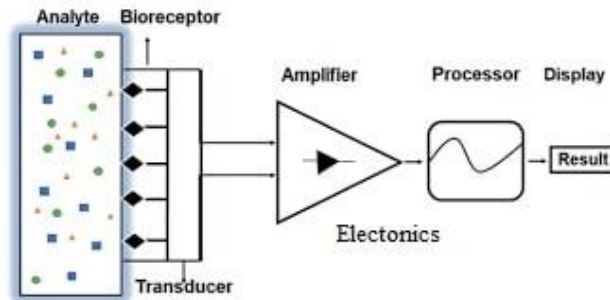 Analyte Bioreceptor
Amplifier Processor Display
Result
Electonics
Transducer